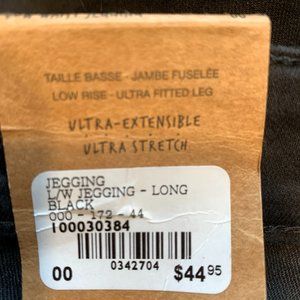 00
TAILLE BASSE - JAMBE FUSELÉE
LOW RISE - ULTRA FITTED LEG
ULTRA-EXTENSIBLE
ULTRA STRETCH
JEGGING
L/W JEGGING - LONG
BLACK
000 - 172 - 44
100030384
0342704
00 $44.95